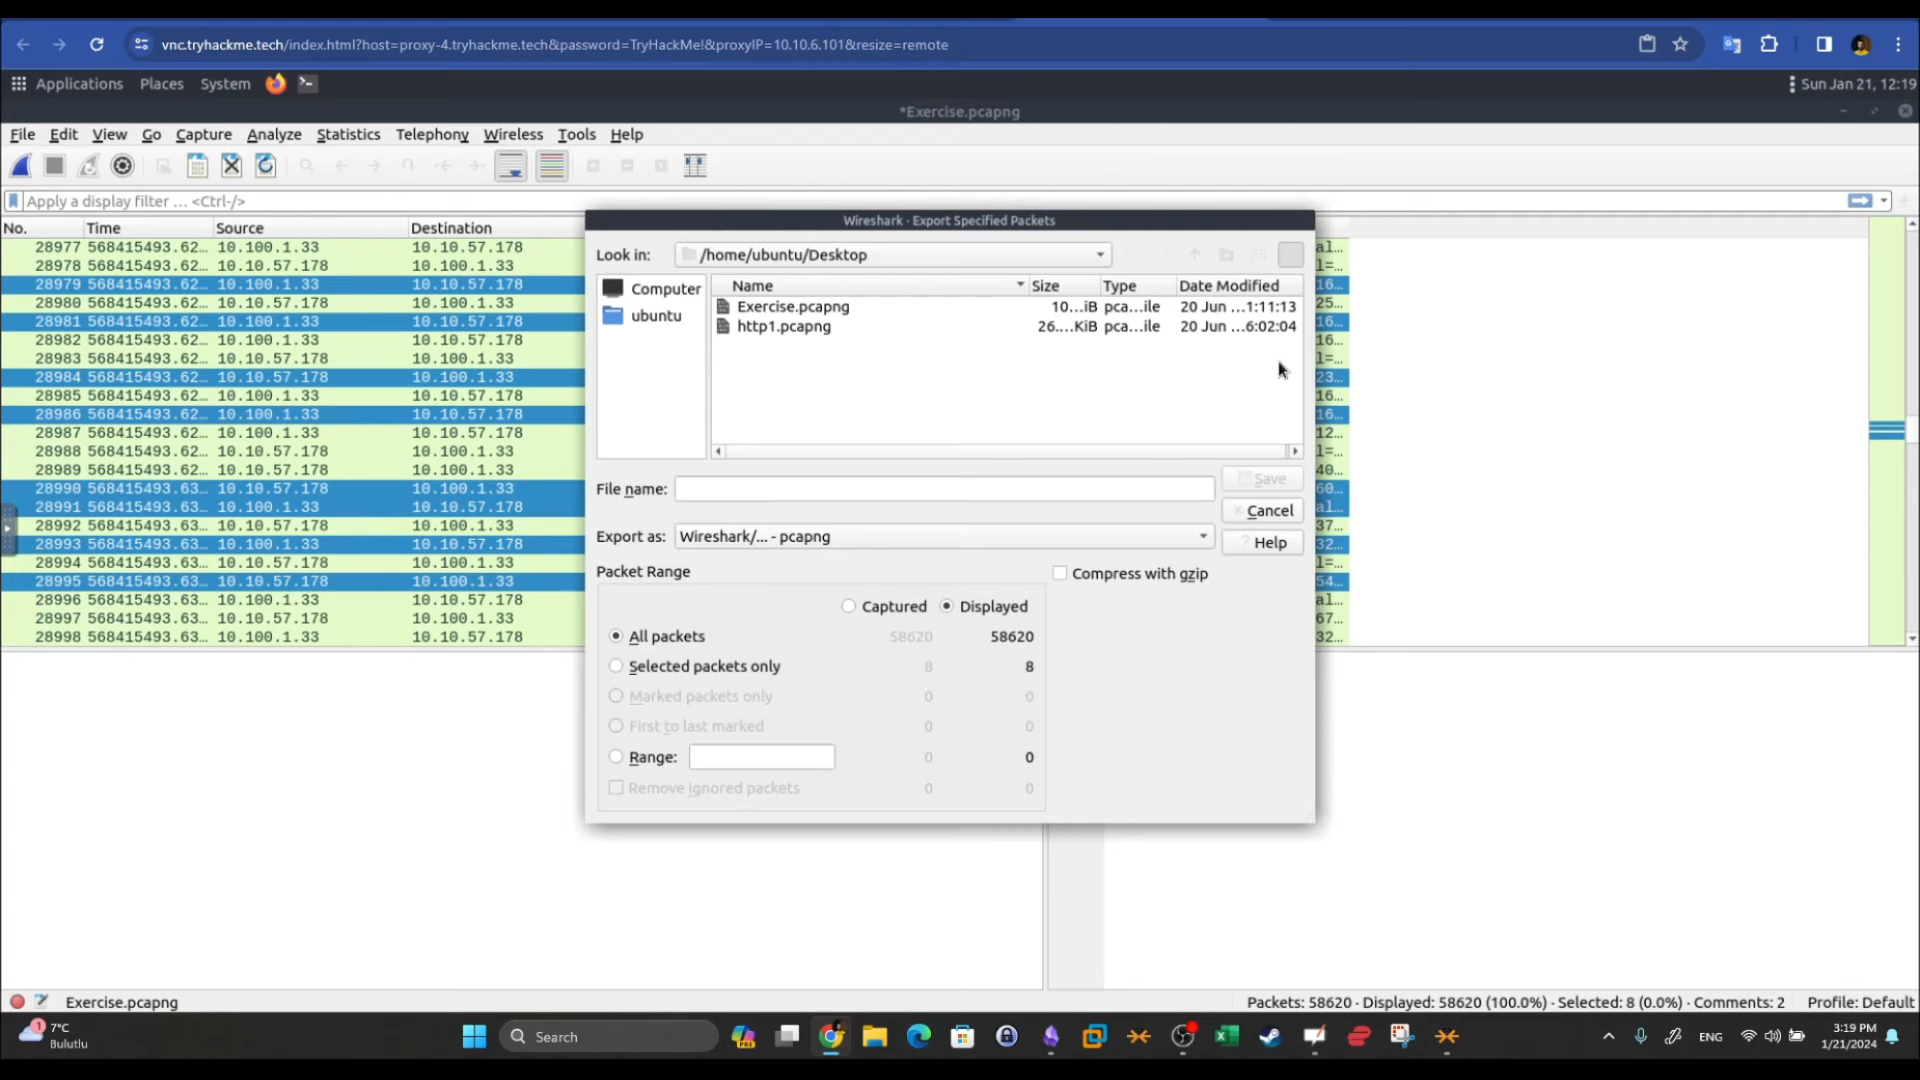 vnc.tryhackme.tech/index.html?host=proxy-4.tryhackme.tech&password=TryHackMe!&proxyIP=10.10.6.101&resize=remote
Applications Places System Sun Jan 21, 12:19
*Exercise.pcapng
File Edit View Go Capture Analyze Statistics Telephony Wireless Tools Help
Apply a display filter … <Ctrl-/>
No. Time Source Destination
28977 568415493.62… 10.100.1.33 10.10.57.178 al…
28978 568415493.62… 10.10.57.178 10.100.1.33 l=…
28979 568415493.62… 10.10.57.178 10.100.1.33 16…
28980 568415493.62… 10.10.57.178 10.100.1.33 25…
28981 568415493.62… 10.100.1.33 10.10.57.178 16…
28982 568415493.62… 10.100.1.33 10.10.57.178 16…
28983 568415493.62… 10.10.57.178 10.100.1.33 l=…
28984 568415493.62… 10.10.57.178 10.100.1.33 23…
28985 568415493.62… 10.100.1.33 10.10.57.178 16…
28986 568415493.62… 10.100.1.33 10.10.57.178 16…
28987 568415493.62… 10.100.1.33 10.10.57.178 12…
28988 568415493.62… 10.10.57.178 10.100.1.33 l=…
28989 568415493.62… 10.10.57.178 10.100.1.33 40…
28990 568415493.63… 10.10.57.178 10.100.1.33 60…
28991 568415493.63… 10.100.1.33 10.10.57.178 al…
28992 568415493.63… 10.10.57.178 10.100.1.33 37…
28993 568415493.63… 10.100.1.33 10.10.57.178 32…
28994 568415493.63… 10.10.57.178 10.100.1.33 l=…
28995 568415493.63… 10.10.57.178 10.100.1.33 54…
28996 568415493.63… 10.100.1.33 10.10.57.178 al…
28997 568415493.63… 10.10.57.178 10.100.1.33 67…
28998 568415493.63… 10.100.1.33 10.10.57.178 32…
Wireshark · Export Specified Packets
Look in: /home/ubuntu/Desktop
Computer
ubuntu
Name Size Type Date Modified
Exercise.pcapng 10…iB pca…ile 20 Jun …1:11:13
http1.pcapng 26.…KiB pca…ile 20 Jun …6:02:04
File name: Save
Cancel
Export as: Wireshark/… - pcapng Help
Packet Range Compress with gzip
Captured Displayed
All packets 58620 58620
Selected packets only 8 8
Marked packets only 0 0
First to last marked 0 0
Range: 0 0
Remove ignored packets 0 0
Exercise.pcapng Packets: 58620 · Displayed: 58620 (100.0%) · Selected: 8 (0.0%) · Comments: 2 Profile: Default
1
7°C
Bulutlu
Search
PRE
ENG
3:19 PM
1/21/2024